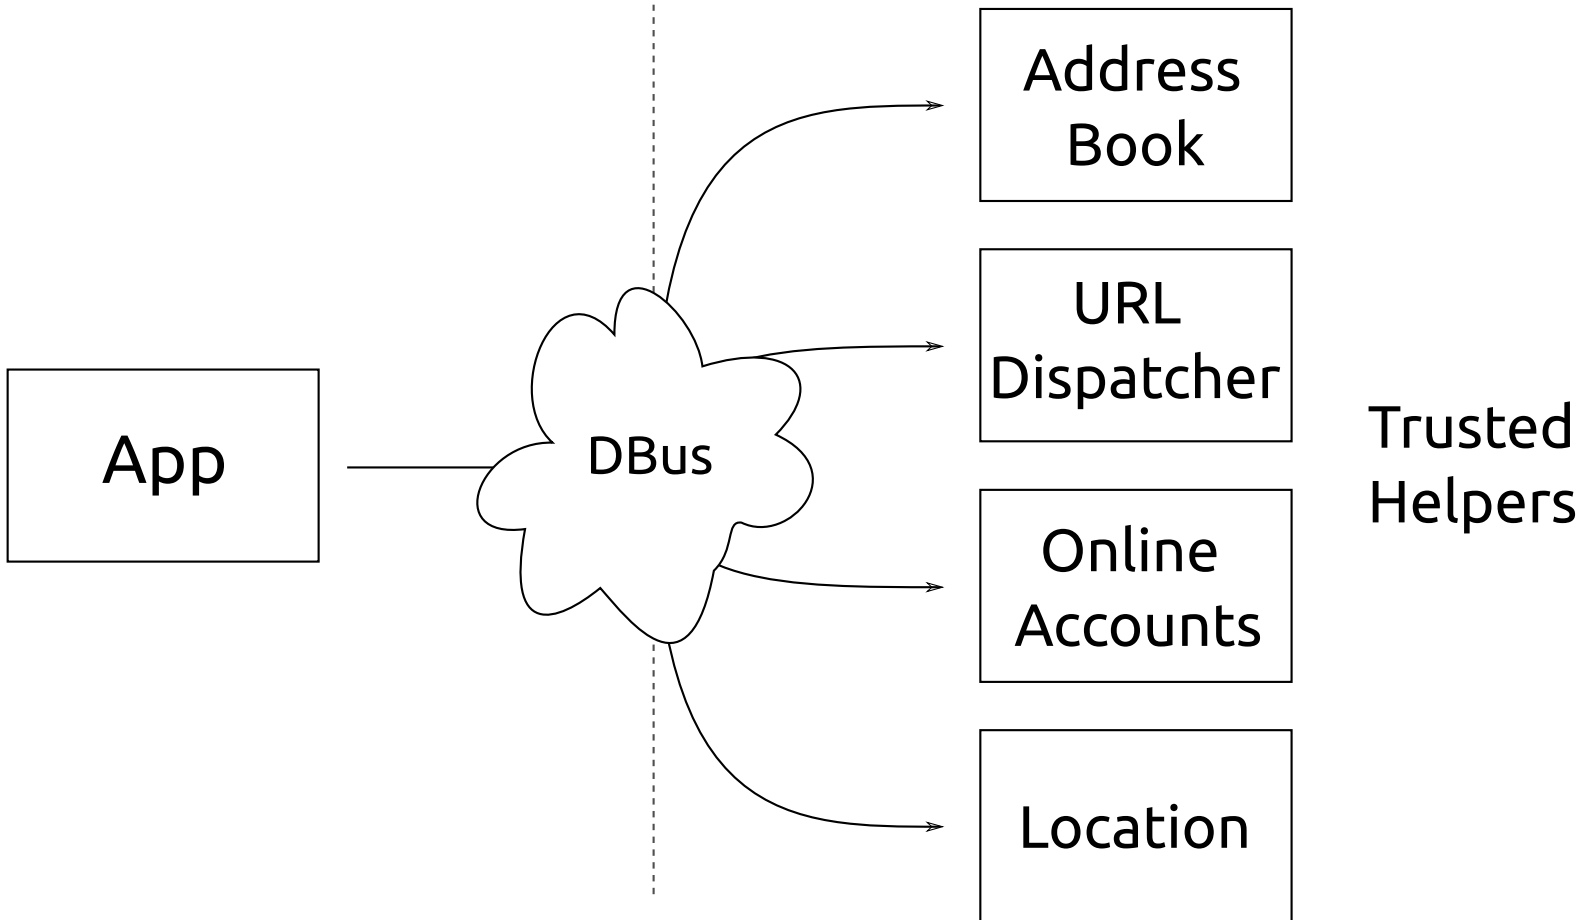 App
DBus
Address
Book
URL
Dispatcher
Online
Accounts
Location
Trusted
Helpers